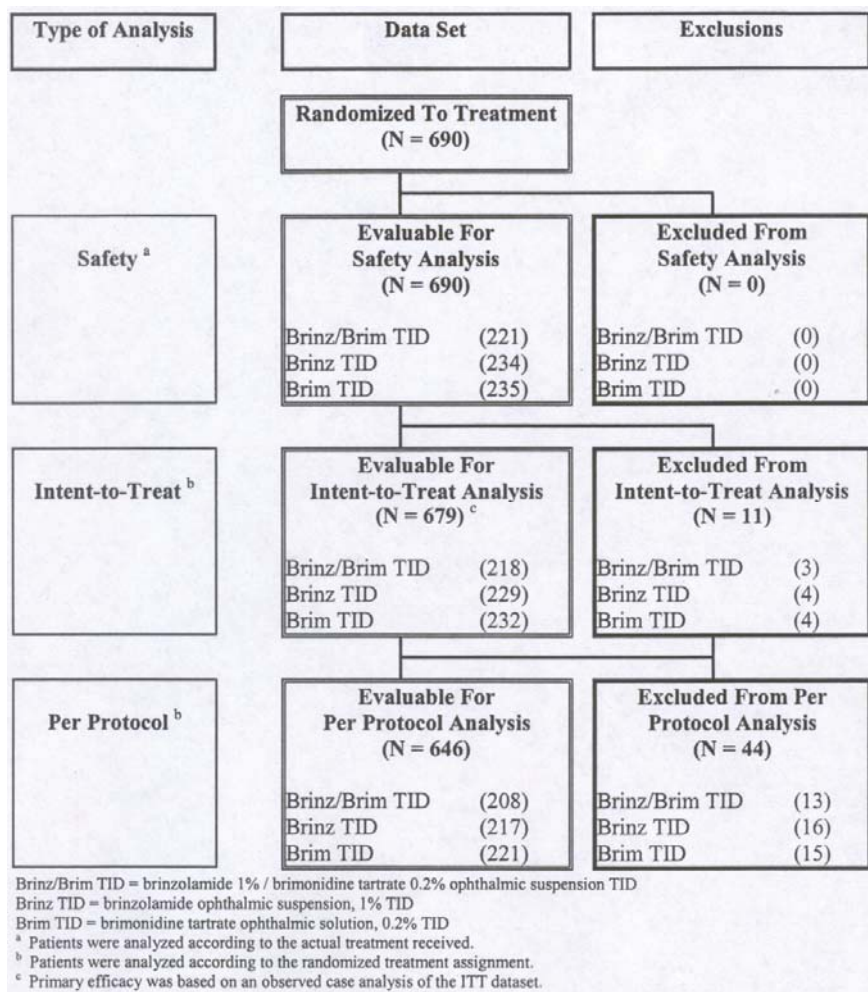 Type of Analysis
Data Set
Exclusions
Randomized To Treatment
(N = 690)
Safety a
Evaluable For
Safety Analysis
(N = 690)
Brinz/Brim TID (221)
Brinz TID (234)
Brim TID (235)
Excluded From
Safety Analysis
(N = 0)
Brinz/Brim TID (0)
Brinz TID (0)
Brim TID (0)
Intent-to-Treat b
Evaluable For
Intent-to-Treat Analysis
(N = 679) c
Brinz/Brim TID (218)
Brinz TID (229)
Brim TID (232)
Excluded From
Intent-to-Treat Analysis
(N = 11)
Brinz/Brim TID (3)
Brinz TID (4)
Brim TID (4)
Per Protocol b
Evaluable For
Per Protocol Analysis
(N = 646)
Brinz/Brim TID (208)
Brinz TID (217)
Brim TID (221)
Excluded From Per
Protocol Analysis
(N = 44)
Brinz/Brim TID (13)
Brinz TID (16)
Brim TID (15)
Brinz/Brim TID = brinzolamide 1% / brimonidine tartrate 0.2% ophthalmic suspension TID
Brinz TID = brinzolamide ophthalmic suspension, 1% TID
Brim TID = brimonidine tartrate ophthalmic solution, 0.2% TID
a Patients were analyzed according to the actual treatment received.
b Patients were analyzed according to the randomized treatment assignment.
c Primary efficacy was based on an observed case analysis of the ITT dataset.